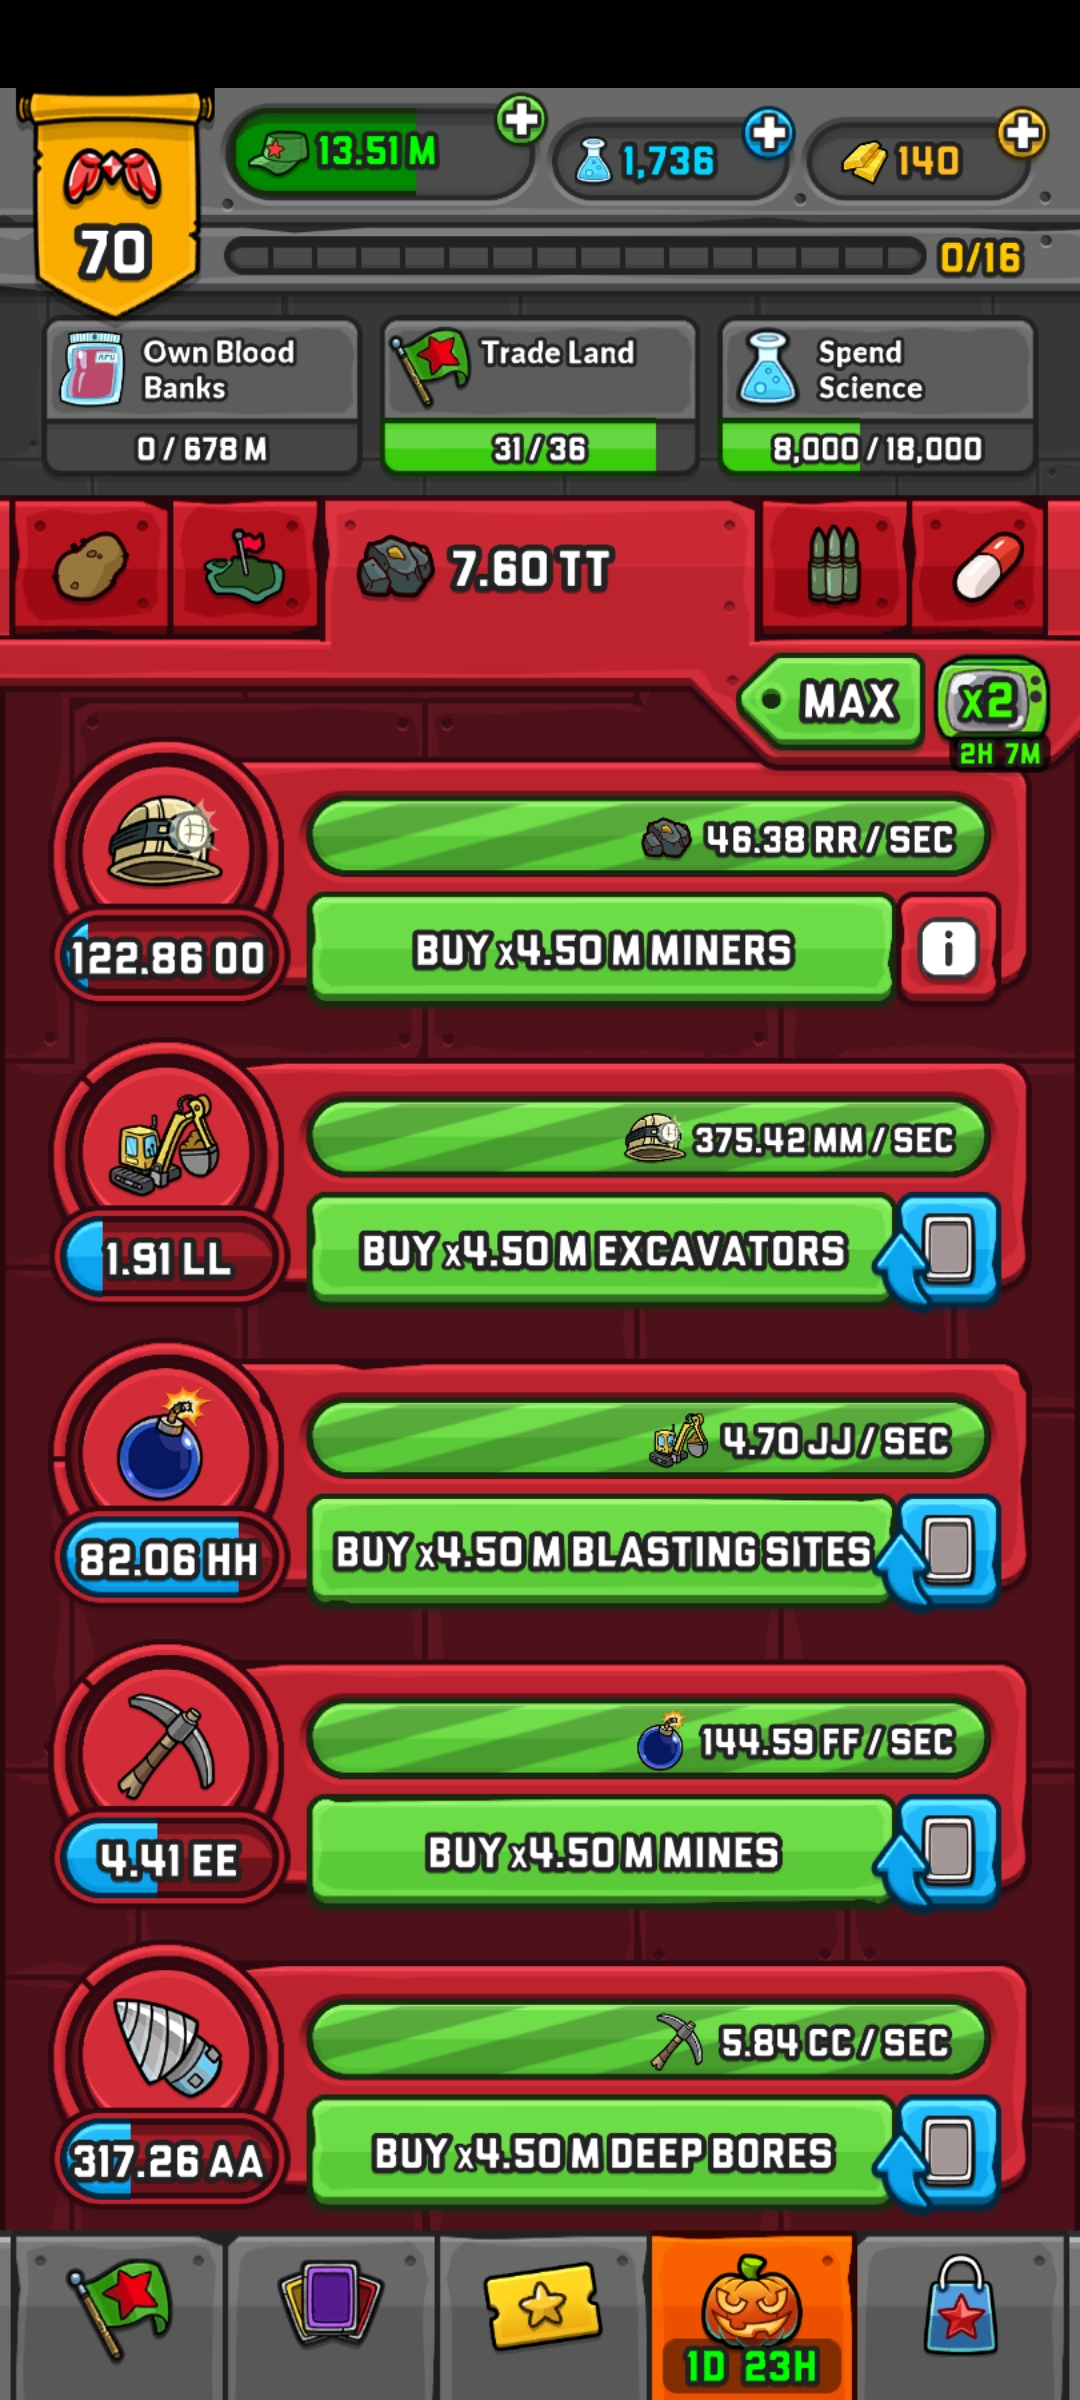 70
13.51 M
1,736
140
0/16
Own Blood Banks
0 / 678 M
Trade Land
31 / 36
Spend Science
8,000 / 18,000
7.60 TT
MAX
x2
2H 7M
46.38 RR / SEC
122.86 OO
BUY x4.50 M MINERS
i
375.42 MM / SEC
1.91 LL
BUY x4.50 M EXCAVATORS
4.70 JJ / SEC
82.06 HH
BUY x4.50 M BLASTING SITES
144.59 FF / SEC
4.41 EE
BUY x4.50 M MINES
5.84 CC / SEC
317.26 AA
BUY x4.50 M DEEP BORES
1D 23H